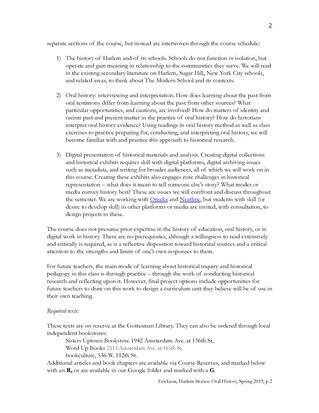 2
separate sections of the course, but instead are interwoven through the course schedule:
1) The history of Harlem and of its schools. Schools do not function in isolation, but
operate and gain meaning in relationship to the communities they serve. We will read
in the existing secondary literature on Harlem, Sugar Hill, New York City schools,
and related areas, to think about The Modern School and its contexts.
2) Oral history: interviewing and interpretation. How does learning about the past from
oral testimony differ from learning about the past from other sources? What
particular opportunities, and cautions, are involved? How do matters of identity and
racism past and present matter in the practice of oral history? How do historians
interpret oral history evidence? Using readings in oral history method as well as class
exercises to practice preparing for, conducting, and interpreting oral history, we will
become familiar with and practice this approach to historical research.
3) Digital presentation of historical materials and analysis. Creating digital collections
and historical exhibits requires skill with digital platforms, digital archiving issues
such as metadata, and writing for broader audiences, all of which we will work on in
this course. Creating these exhibits also engages core challenges in historical
representation – what does it mean to tell someone else's story? What modes or
media convey history best? These are issues we will confront and discuss throughout
the semester. We are working with Omeka and Neatline, but students with skill (or
desire to develop skill) in other platforms or media are invited, with consultation, to
design projects in these.
The course does not presume prior expertise in the history of education, oral history, or in
digital work in history. There are no prerequisites, although a willingness to read extensively
and critically is required, as is a reflective disposition toward historical sources and a critical
attention to the strengths and limits of one's own responses to them.
For future teachers, the main mode of learning about historical inquiry and historical
pedagogy in this class is through practice – through the work of conducting historical
research and reflecting upon it. However, final project options include opportunities for
future teachers to draw on this work to design a curriculum unit they believe will be of use in
their own teaching.
Required texts:
These texts are on reserve at the Gottesman Library. They can also be ordered through local
independent bookstores:
Sisters Uptown Bookstore 1942 Amsterdam Ave. at 156th St.
Word Up Books 2113 Amsterdam Ave. at 165th St.
bookculture, 536 W. 112th St.
Additional articles and book chapters are available via Course Reserves, and marked below
with an R, or are available in our Google folder and marked with a G.
Erickson, Harlem Stories: Oral History, Spring 2019, p 2